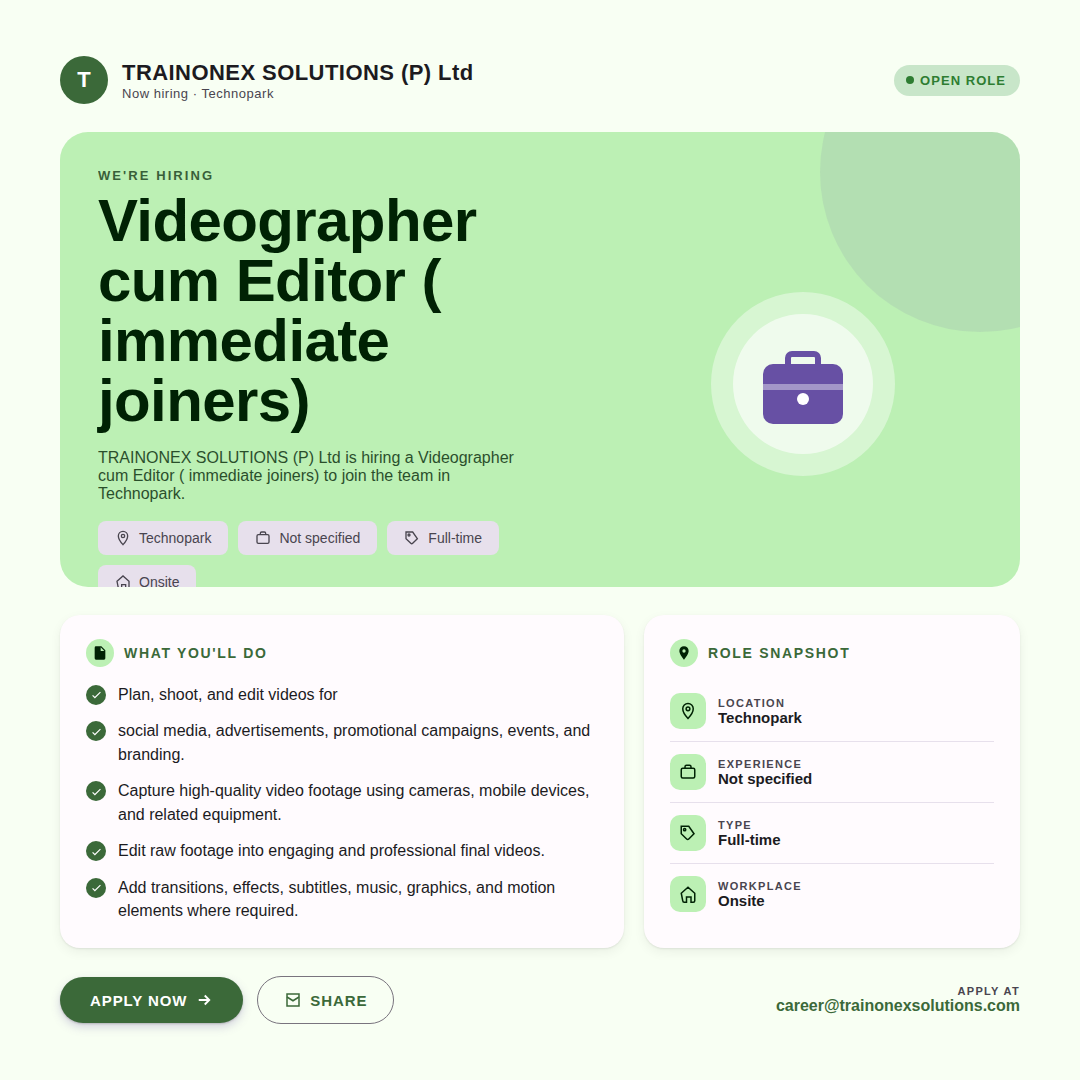 T
TRAINONEX SOLUTIONS (P) Ltd
Now hiring · Technopark
OPEN ROLE
WE'RE HIRING
Videographer
cum Editor (
immediate
joiners)
TRAINONEX SOLUTIONS (P) Ltd is hiring a Videographer
cum Editor ( immediate joiners) to join the team in
Technopark.
Technopark
Not specified
Full-time
Onsite
WHAT YOU'LL DO
Plan, shoot, and edit videos for
social media, advertisements, promotional campaigns, events, and
branding.
Capture high-quality video footage using cameras, mobile devices,
and related equipment.
Edit raw footage into engaging and professional final videos.
Add transitions, effects, subtitles, music, graphics, and motion
elements where required.
ROLE SNAPSHOT
LOCATION
Technopark
EXPERIENCE
Not specified
TYPE
Full-time
WORKPLACE
Onsite
APPLY NOW
SHARE
APPLY AT
career@trainonexsolutions.com